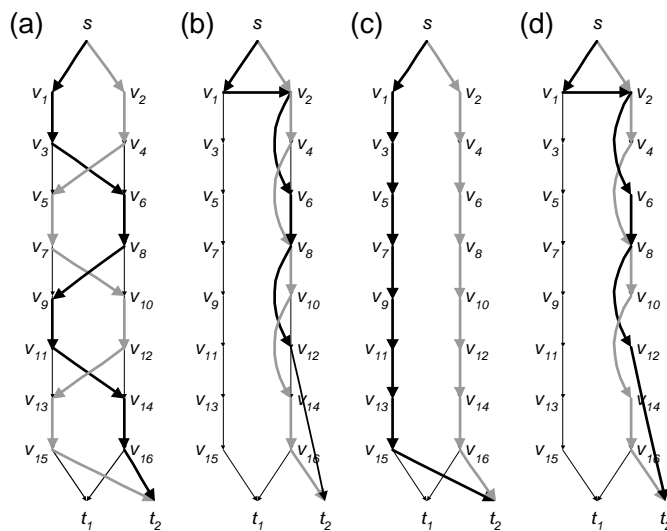 (a) (b) (c) (d)
s s s s
v1 v2 v1 v2 v1 v2 v1 v2
v3 v4 v3 v4 v3 v4 v3 v4
v5 v6 v5 v6 v5 v6 v5 v6
v7 v8 v7 v8 v7 v8 v7 v8
v9 v10 v9 v10 v9 v10 v9 v10
v11 v12 v11 v12 v11 v12 v11 v12
v13 v14 v13 v14 v13 v14 v13 v14
v15 v16 v15 v16 v15 v16 v15 v16
t1 t2 t1 t2 t1 t2 t1 t2